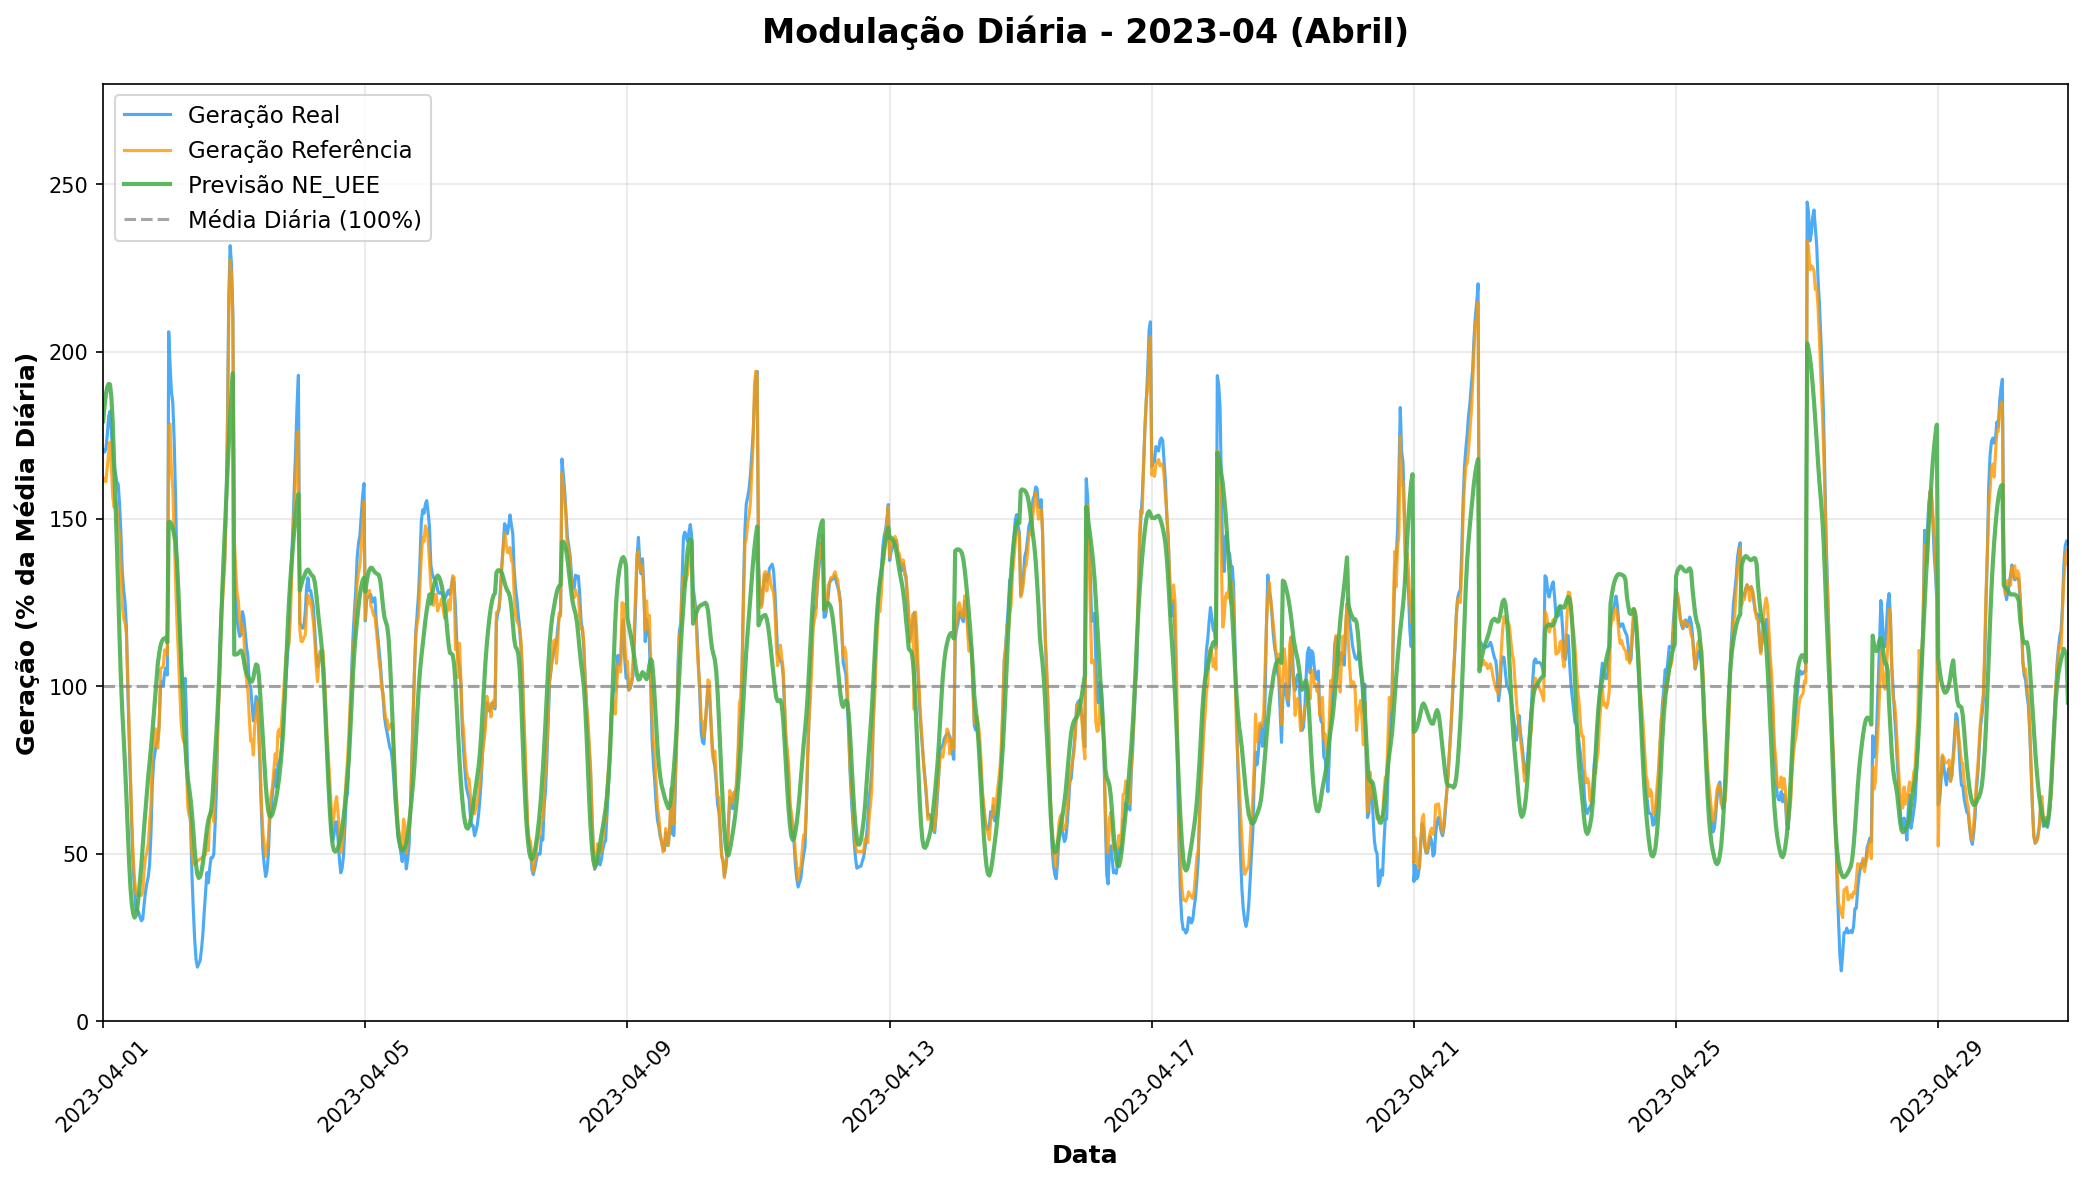 Modulação Diária - 2023-04 (Abril)
Geração Real
Geração Referência
Previsão NE_UEE
Média Diária (100%)
Geração (% da Média Diária)
250
200
150
100
50
0
2023-04-01
2023-04-05
2023-04-09
2023-04-13
2023-04-17
2023-04-21
2023-04-25
2023-04-29
Data